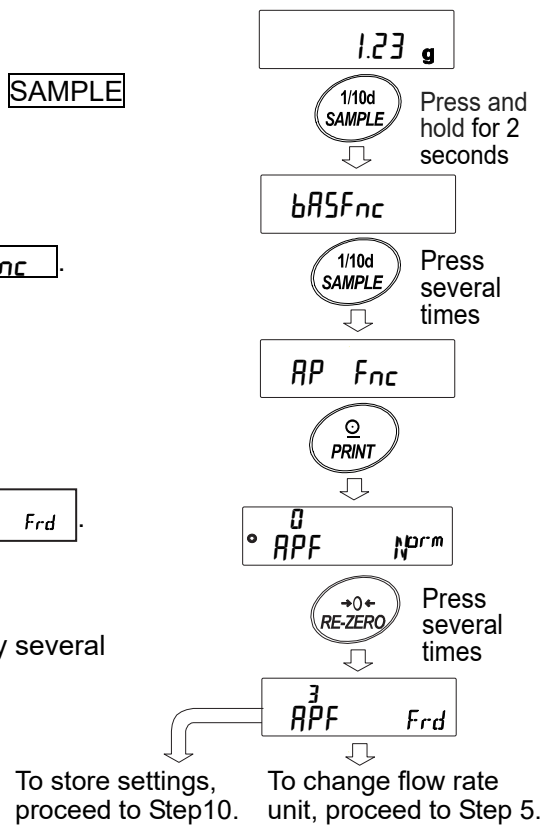 1.23 g
SAMPLE
1/10d
SAMPLE
Press and
hold for 2
seconds
bASFnc
nc .
1/10d
SAMPLE
Press
several
times
AP Fnc
PRINT
Frd .
0
APF Norm
→0←
RE-ZERO
Press
several
times
y several
3
APF Frd
To store settings,
proceed to Step10.
To change flow rate
unit, proceed to Step 5.